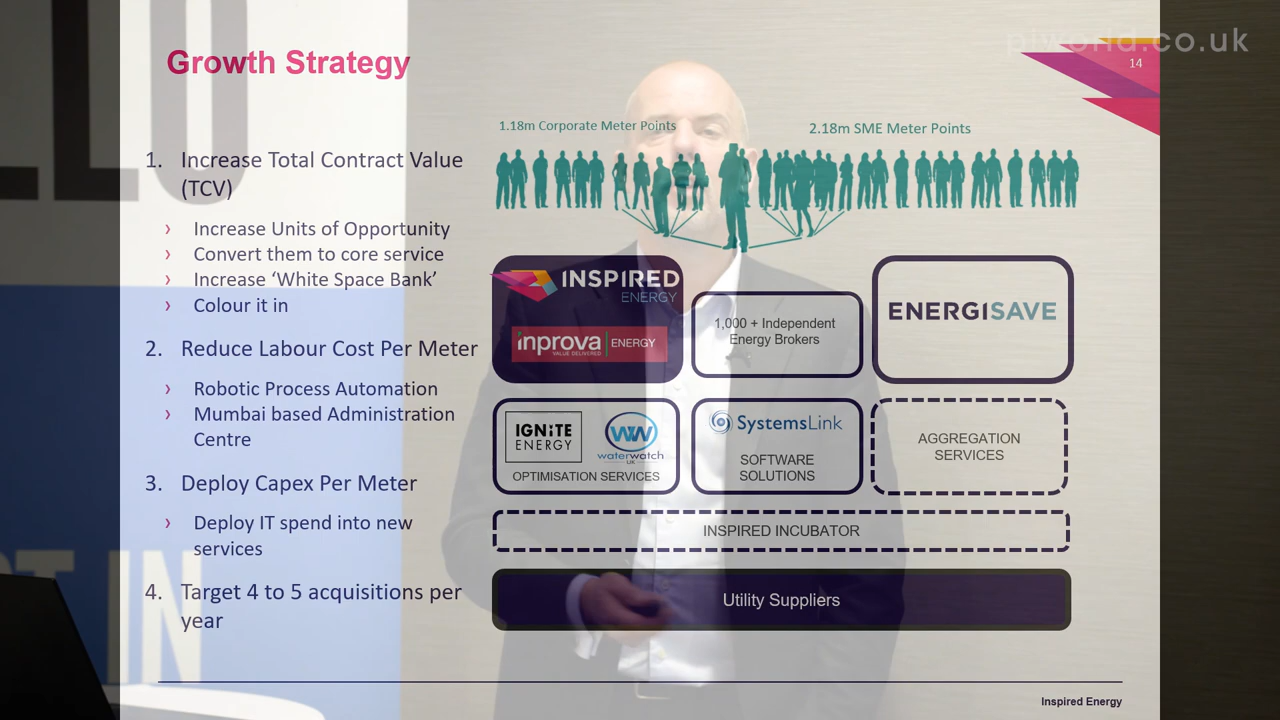 piworld.co.uk
Growth Strategy
14
1.18m Corporate Meter Points
2.18m SME Meter Points
1. Increase Total Contract Value
(TCV)
› Increase Units of Opportunity
› Convert them to core service
› Increase ‘White Space Bank’
› Colour it in
2. Reduce Labour Cost Per Meter
› Robotic Process Automation
› Mumbai based Administration
Centre
3. Deploy Capex Per Meter
› Deploy IT spend into new
services
4. Target 4 to 5 acquisitions per
year
INSPIRED
ENERGY
inprova ENERGY
VALUE DELIVERED
1,000 + Independent
Energy Brokers
ENERGISAVE
IGNITE
ENERGY
WW
waterwatch
UK
OPTIMISATION SERVICES
SystemsLink
SOFTWARE
SOLUTIONS
AGGREGATION
SERVICES
INSPIRED INCUBATOR
Utility Suppliers
Inspired Energy
IN